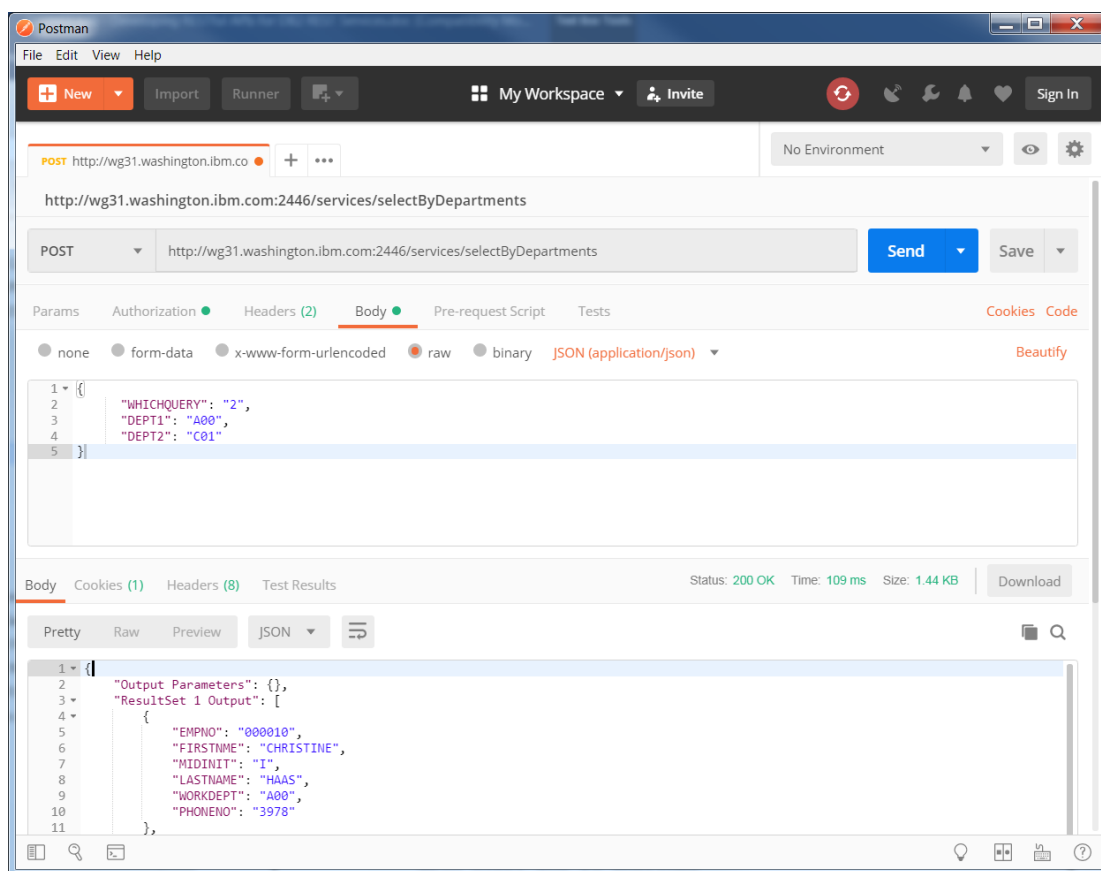 Postman
File Edit View Help
New Import Runner My Workspace Invite Sign In
POST http://wg31.washington.ibm.co No Environment
http://wg31.washington.ibm.com:2446/services/selectByDepartments
POST http://wg31.washington.ibm.com:2446/services/selectByDepartments Send Save
Params Authorization Headers (2) Body Pre-request Script Tests Cookies Code
none form-data x-www-form-urlencoded raw binary JSON (application/json) Beautify
1 {
2 "WHICHQUERY": "2",
3 "DEPT1": "A00",
4 "DEPT2": "C01"
5 }
Body Cookies (1) Headers (8) Test Results Status: 200 OK Time: 109 ms Size: 1.44 KB Download
Pretty Raw Preview JSON
1 {
2 "Output Parameters": {},
3 "ResultSet 1 Output": [
4 {
5 "EMPNO": "000010",
6 "FIRSTNME": "CHRISTINE",
7 "MIDINIT": "I",
8 "LASTNAME": "HAAS",
9 "WORKDEPT": "A00",
10 "PHONENO": "3978"
11 },